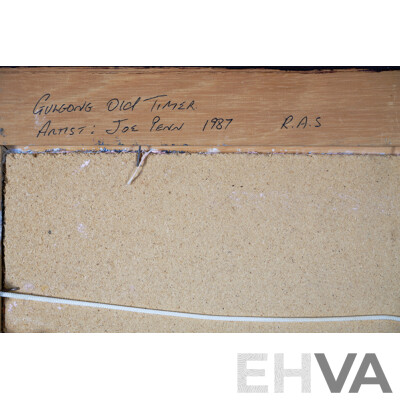 GULGONG Old TIMER
ARTIST: JOE PENN 1987 R.A.S
EHVA